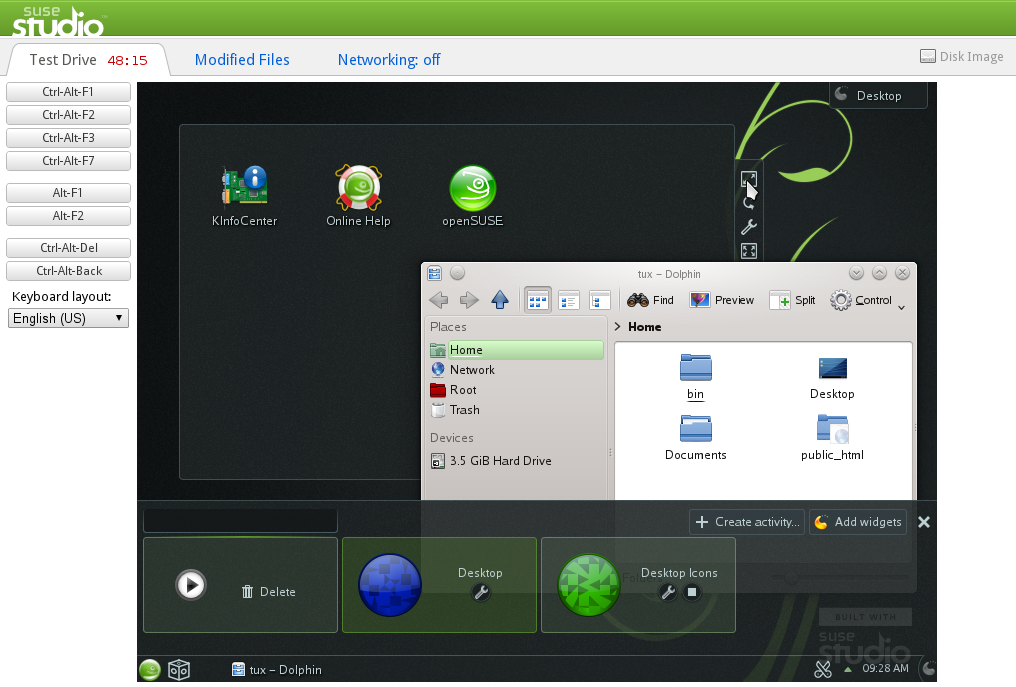 suse
studio
Test Drive 48:15 Modified Files Networking: off Disk Image
Ctrl-Alt-F1
Ctrl-Alt-F2
Ctrl-Alt-F3
Ctrl-Alt-F7
Alt-F1
Alt-F2
Ctrl-Alt-Del
Ctrl-Alt-Back
Keyboard layout:
English (US)
Desktop
KInfoCenter Online Help openSUSE
tux – Dolphin
Find Preview Split Control
Places
Home
Network
Root
Trash
Devices
3.5 GiB Hard Drive
> Home
bin Desktop
Documents public_html
Create activity... Add widgets
Delete
Desktop
Desktop Icons
BUILT WITH
suse
studio
tux – Dolphin 09:28 AM